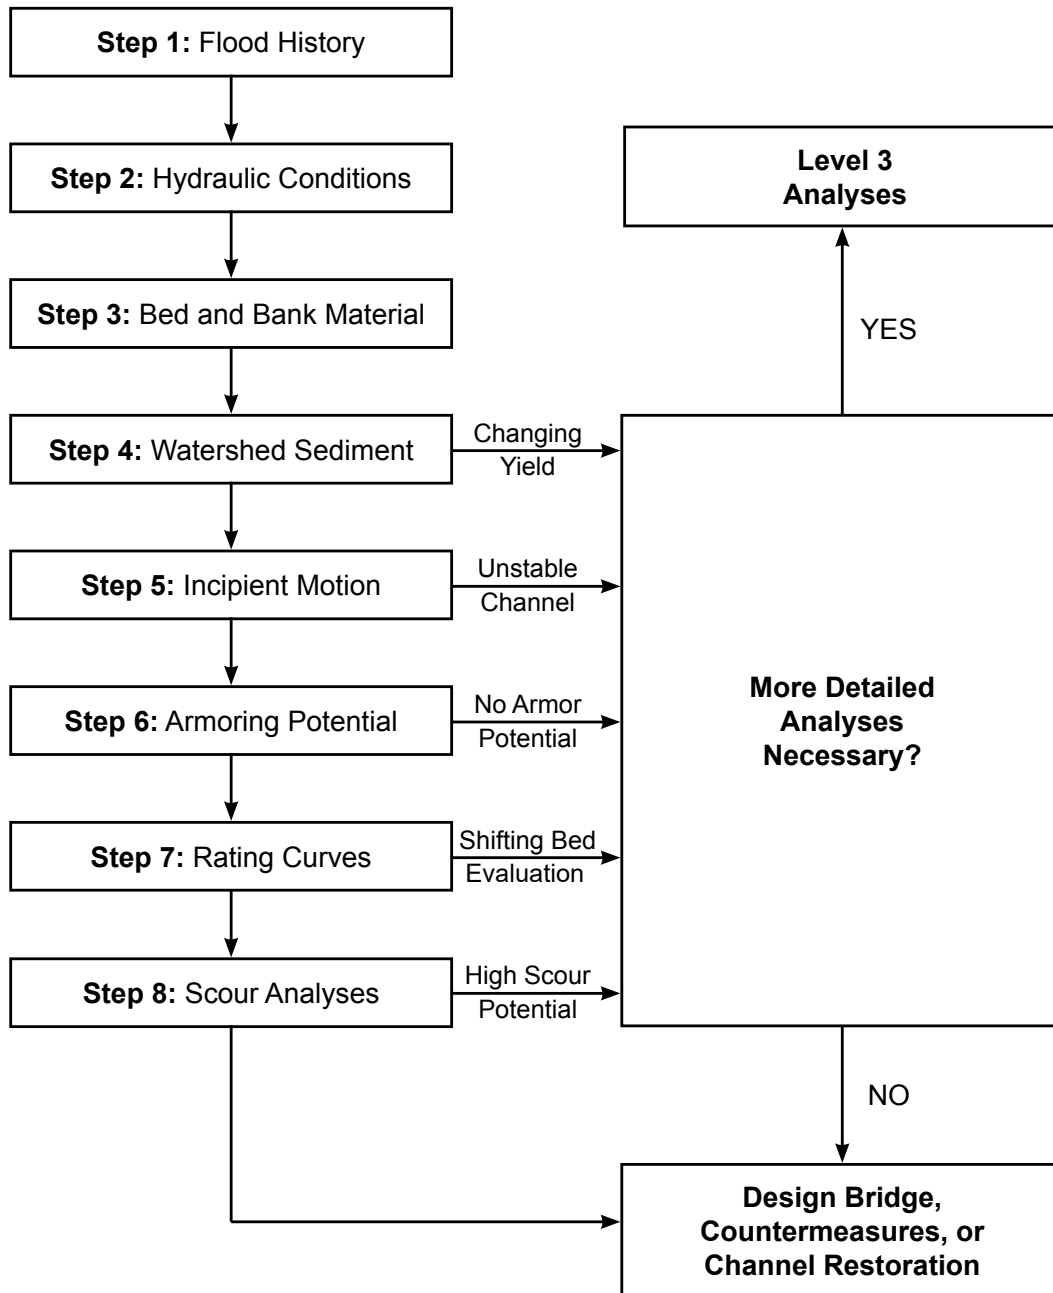 Step 1: Flood History
Step 2: Hydraulic Conditions
Level 3
Analyses
Step 3: Bed and Bank Material
YES
Step 4: Watershed Sediment
Changing
Yield
Step 5: Incipient Motion
Unstable
Channel
Step 6: Armoring Potential
No Armor
Potential
More Detailed
Analyses
Necessary?
Step 7: Rating Curves
Shifting Bed
Evaluation
Step 8: Scour Analyses
High Scour
Potential
NO
Design Bridge,
Countermeasures, or
Channel Restoration